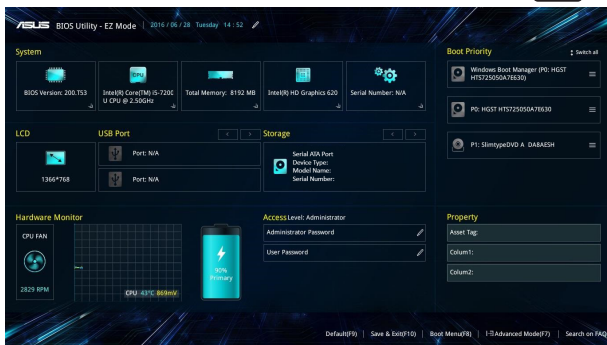 ASUS BIOS Utility - EZ Mode | 2016 / 06 / 28 Tuesday 14 : 52
System
BIOS Version: 200.T53
CPU
Intel(R) Core(TM) i5-7200
U CPU @ 2.50GHz
Total Memory: 8192 MB
Intel(R) HD Graphics 620
Serial Number: N/A
Boot Priority
Switch all
Windows Boot Manager (P0: HGST
HTS725050A7E630)
P0: HGST HTS725050A7E630
P1: SlimtypeDVD A DA8AESH
LCD
1366*768
USB Port
Port: N/A
Port: N/A
Storage
Serial ATA Port
Device Type:
Model Name:
Serial Number:
Hardware Monitor
CPU FAN
2829 RPM
CPU 43°C 869mV
90%
Primary
Access Level: Administrator
Administrator Password
User Password
Property
Asset Tag:
Colum1:
Colum2:
Default(F9) | Save & Exit(F10) | Boot Menu(F8) | Advanced Mode(F7) | Search on FAQ